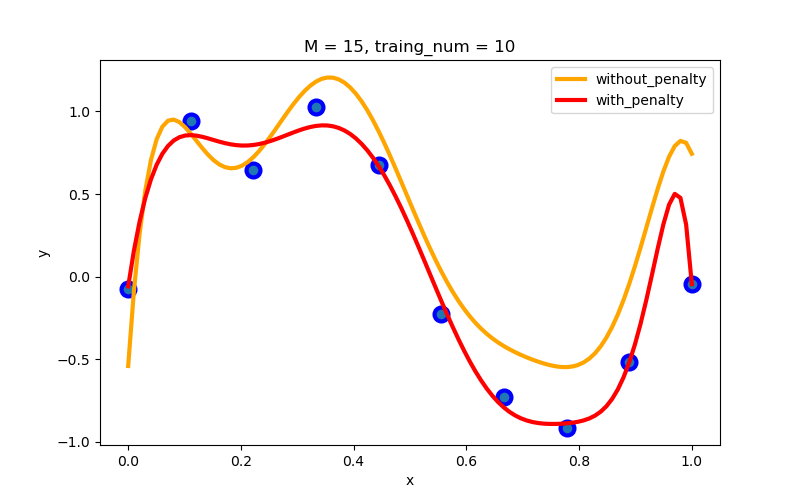 M = 15, traing_num = 10
without_penalty
with_penalty
1.0
0.5
0.0
−0.5
−1.0
y
0.0 0.2 0.4 0.6 0.8 1.0
x